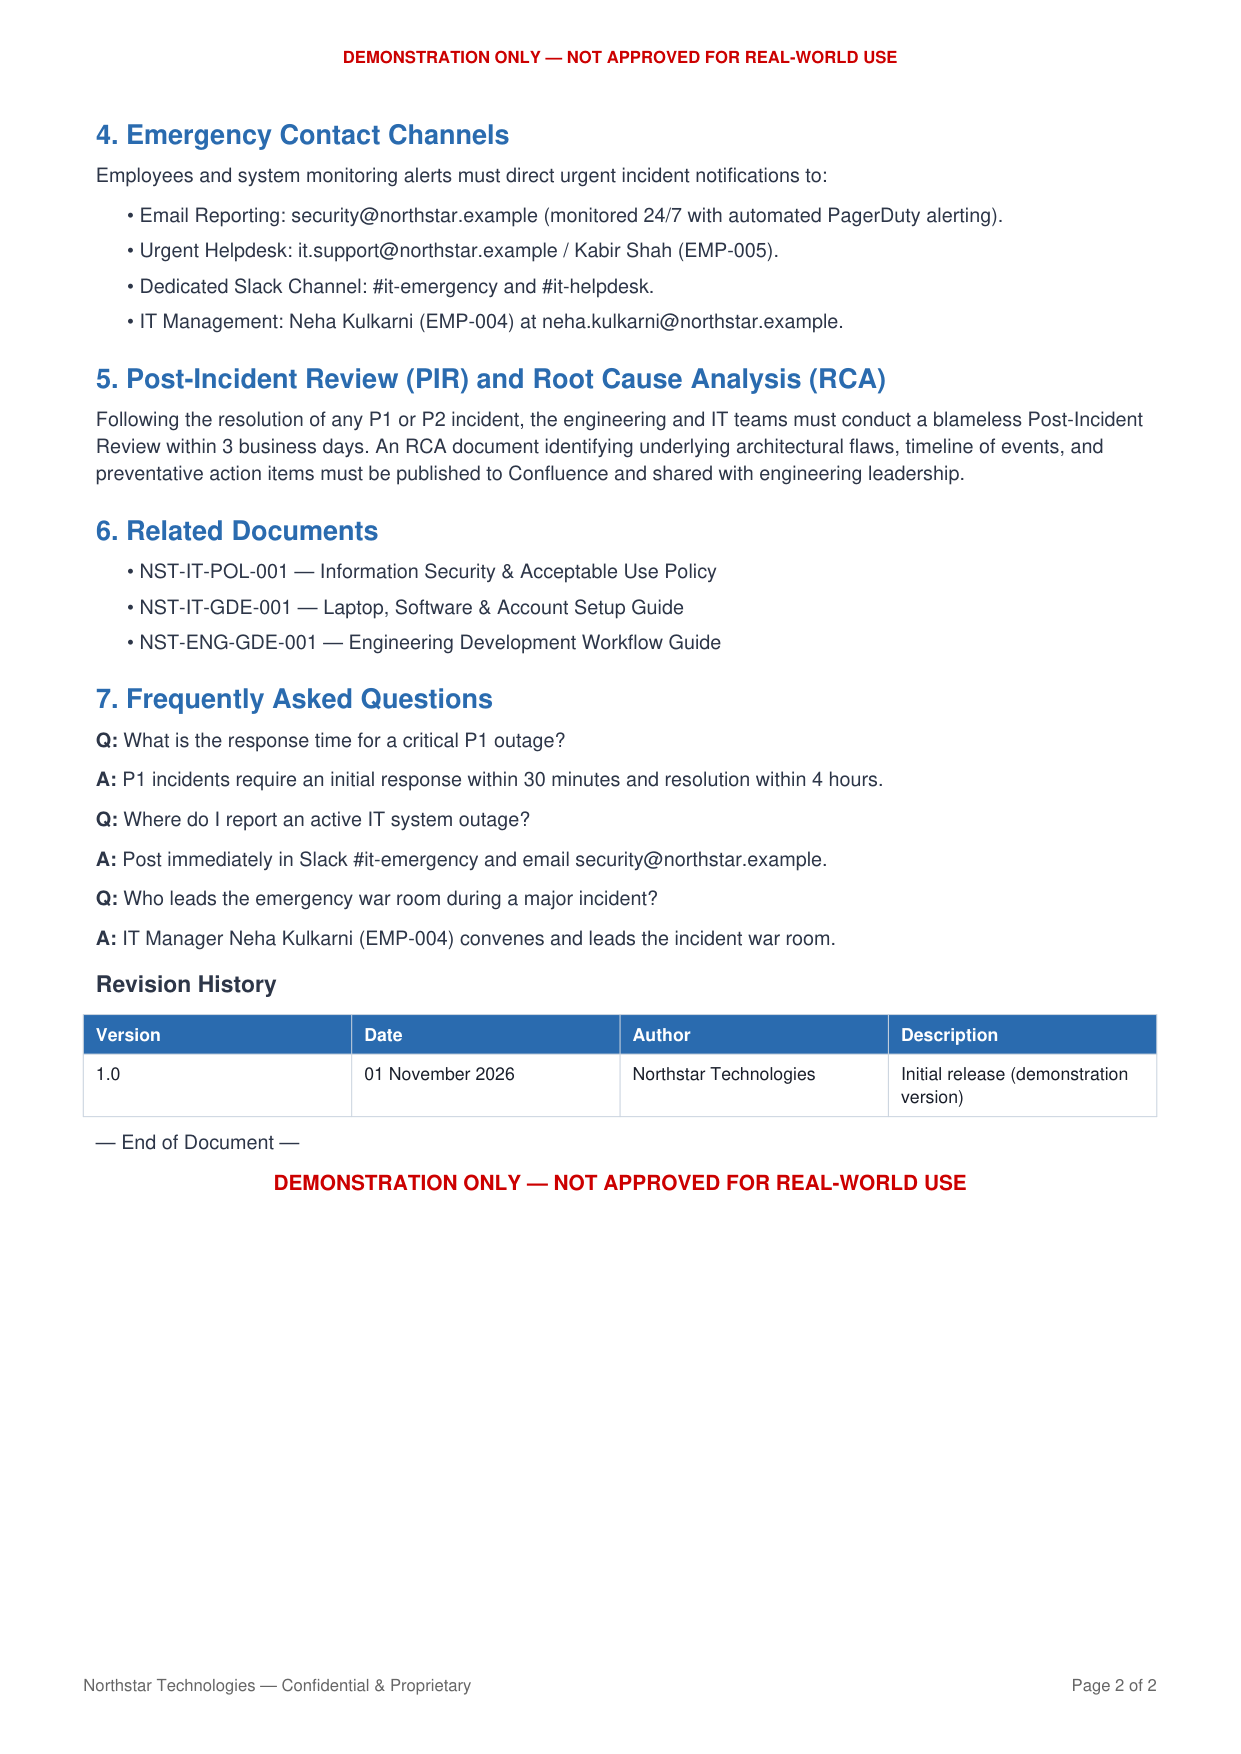 DEMONSTRATION ONLY — NOT APPROVED FOR REAL-WORLD USE
4. Emergency Contact Channels
Employees and system monitoring alerts must direct urgent incident notifications to:
• Email Reporting: security@northstar.example (monitored 24/7 with automated PagerDuty alerting).
• Urgent Helpdesk: it.support@northstar.example / Kabir Shah (EMP-005).
• Dedicated Slack Channel: #it-emergency and #it-helpdesk.
• IT Management: Neha Kulkarni (EMP-004) at neha.kulkarni@northstar.example.
5. Post-Incident Review (PIR) and Root Cause Analysis (RCA)
Following the resolution of any P1 or P2 incident, the engineering and IT teams must conduct a blameless Post-Incident
Review within 3 business days. An RCA document identifying underlying architectural flaws, timeline of events, and
preventative action items must be published to Confluence and shared with engineering leadership.
6. Related Documents
• NST-IT-POL-001 — Information Security & Acceptable Use Policy
• NST-IT-GDE-001 — Laptop, Software & Account Setup Guide
• NST-ENG-GDE-001 — Engineering Development Workflow Guide
7. Frequently Asked Questions
Q: What is the response time for a critical P1 outage?
A: P1 incidents require an initial response within 30 minutes and resolution within 4 hours.
Q: Where do I report an active IT system outage?
A: Post immediately in Slack #it-emergency and email security@northstar.example.
Q: Who leads the emergency war room during a major incident?
A: IT Manager Neha Kulkarni (EMP-004) convenes and leads the incident war room.
Revision History
Version Date Author Description
1.0 01 November 2026 Northstar Technologies Initial release (demonstration
version)
— End of Document —
DEMONSTRATION ONLY — NOT APPROVED FOR REAL-WORLD USE
Northstar Technologies — Confidential & Proprietary Page 2 of 2